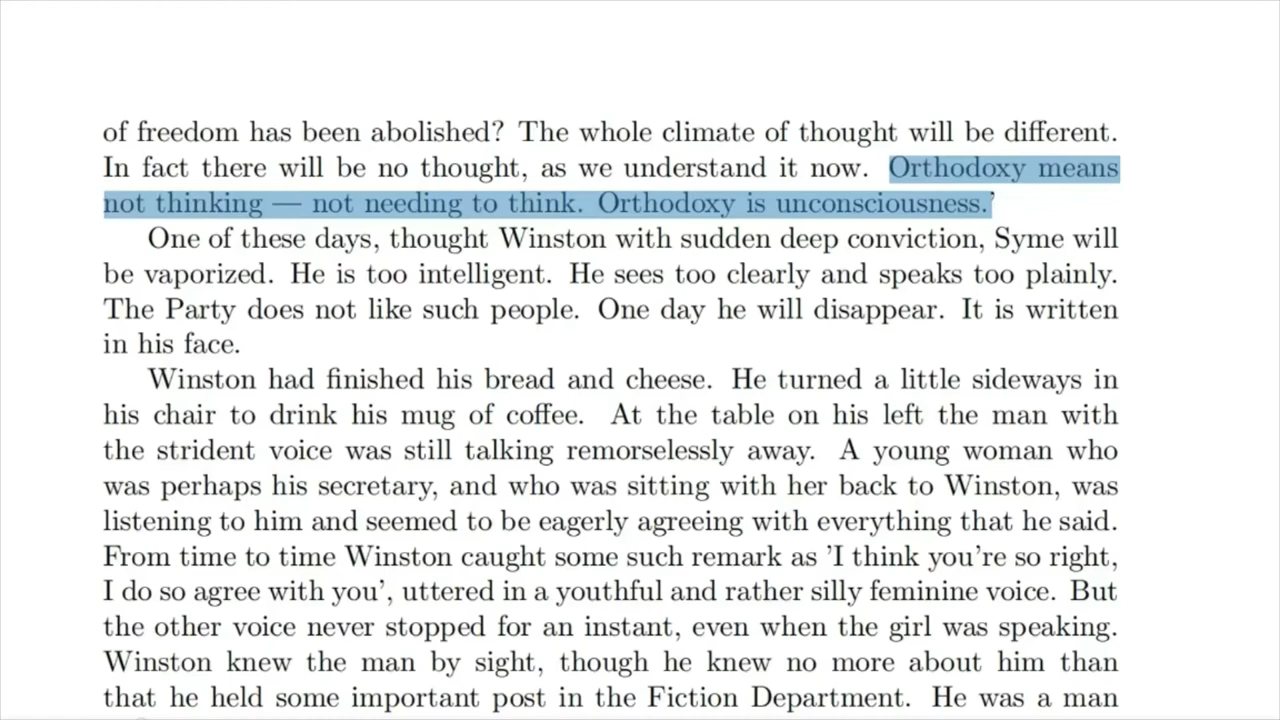 of freedom has been abolished? The whole climate of thought will be different.
In fact there will be no thought, as we understand it now. Orthodoxy means
not thinking — not needing to think. Orthodoxy is unconsciousness.’
One of these days, thought Winston with sudden deep conviction, Syme will
be vaporized. He is too intelligent. He sees too clearly and speaks too plainly.
The Party does not like such people. One day he will disappear. It is written
in his face.
Winston had finished his bread and cheese. He turned a little sideways in
his chair to drink his mug of coffee. At the table on his left the man with
the strident voice was still talking remorselessly away. A young woman who
was perhaps his secretary, and who was sitting with her back to Winston, was
listening to him and seemed to be eagerly agreeing with everything that he said.
From time to time Winston caught some such remark as ’I think you’re so right,
I do so agree with you’, uttered in a youthful and rather silly feminine voice. But
the other voice never stopped for an instant, even when the girl was speaking.
Winston knew the man by sight, though he knew no more about him than
that he held some important post in the Fiction Department. He was a man